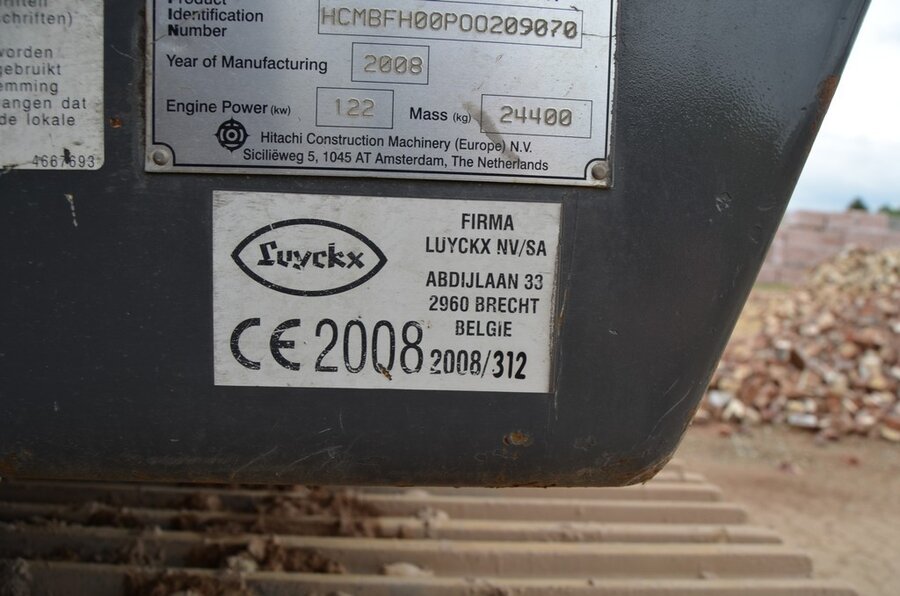 schriften)
worden
gebruikt
emming
angen dat
de lokale
4667693
Product
Identification
Number
HCMBFH00P00209070
Year of Manufacturing 2008
Engine Power (kw) 122 Mass (kg) 24400
Hitachi Construction Machinery (Europe) N.V.
Siciliëweg 5, 1045 AT Amsterdam, The Netherlands
Luyckx
FIRMA
LUYCKX NV/SA
ABDIJLAAN 33
2960 BRECHT
BELGIE
CE 2008 2008/312